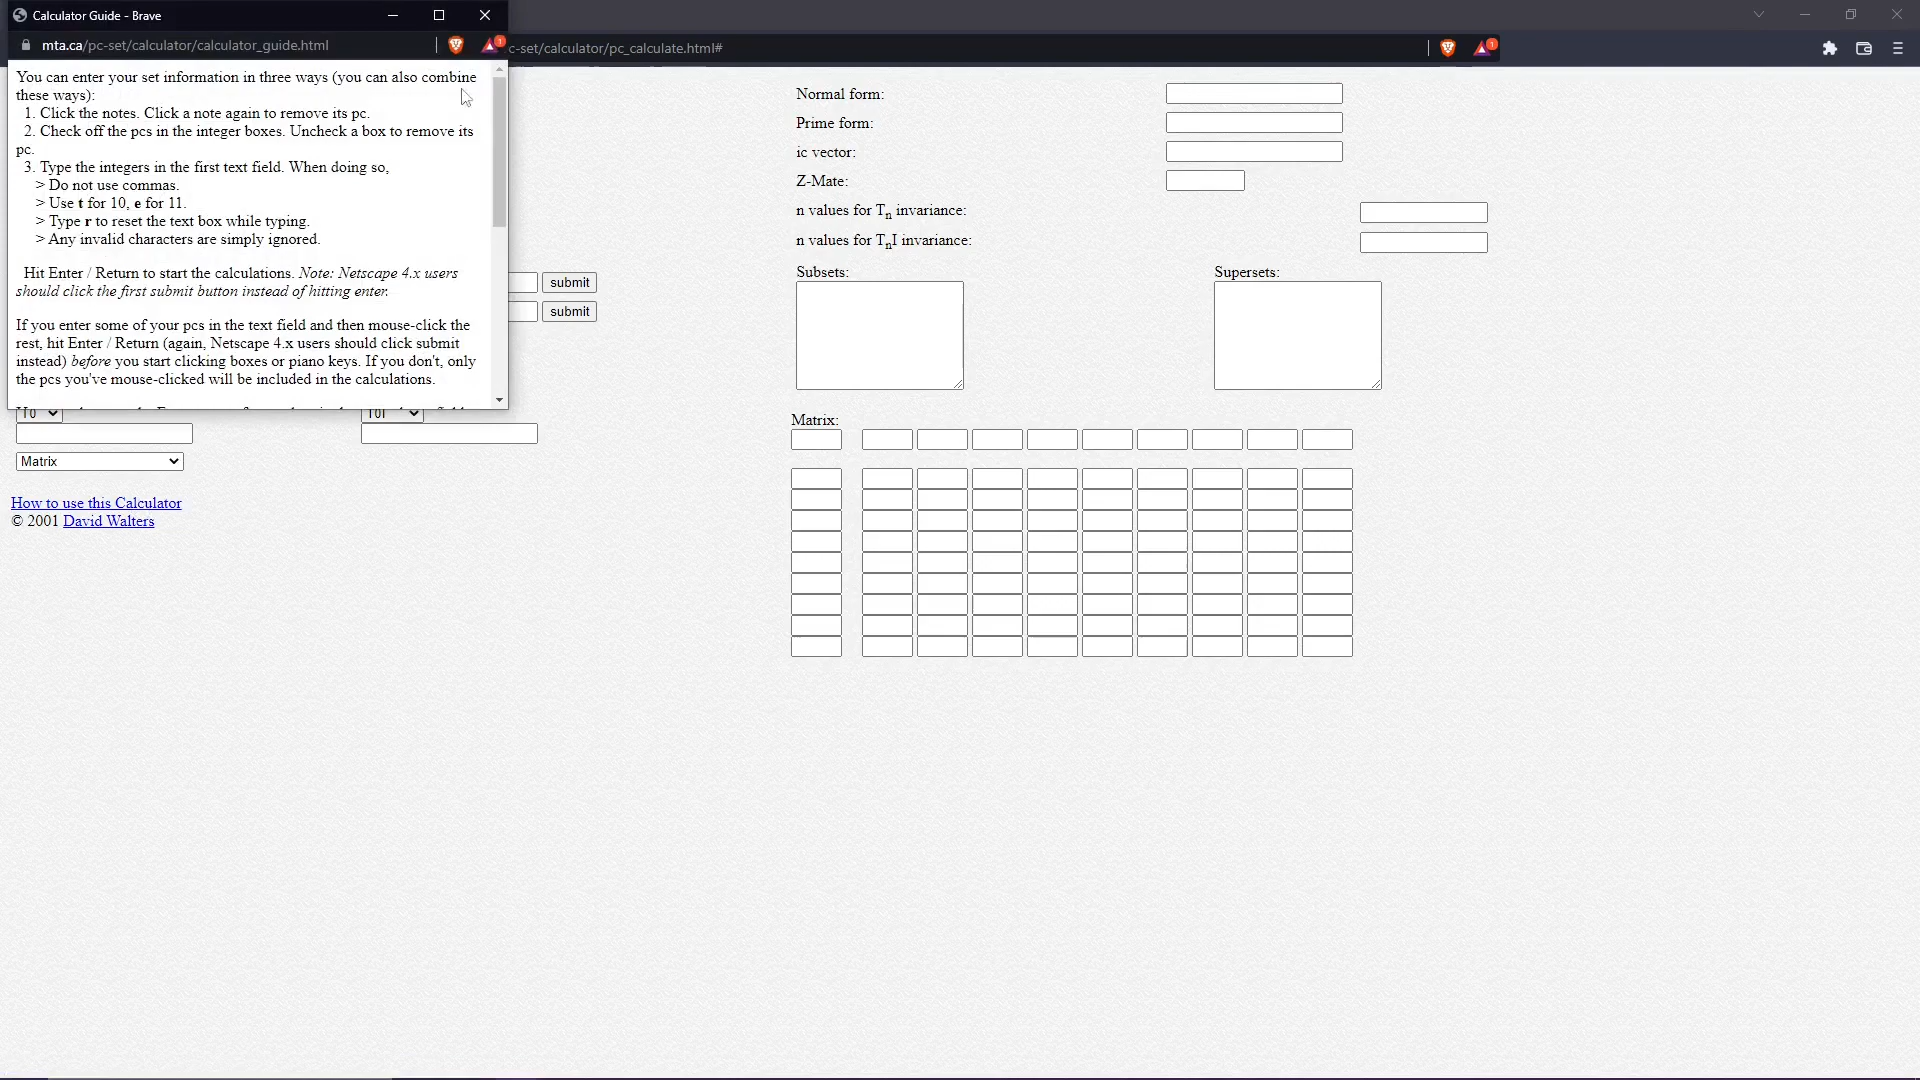 Calculator Guide - Brave
mta.ca/pc-set/calculator/calculator_guide.html
1
c-set/calculator/pc_calculate.html#
1
You can enter your set information in three ways (you can also combine
these ways):
1. Click the notes. Click a note again to remove its pc.
2. Check off the pcs in the integer boxes. Uncheck a box to remove its
pc.
3. Type the integers in the first text field. When doing so,
> Do not use commas.
> Use t for 10, e for 11.
> Type r to reset the text box while typing.
> Any invalid characters are simply ignored.
Hit Enter / Return to start the calculations. Note: Netscape 4.x users
should click the first submit button instead of hitting enter.
If you enter some of your pcs in the text field and then mouse-click the
rest, hit Enter / Return (again, Netscape 4.x users should click submit
instead) before you start clicking boxes or piano keys. If you don't, only
the pcs you've mouse-clicked will be included in the calculations.
submit
submit
Matrix
How to use this Calculator
© 2001 David Walters
Normal form:
Prime form:
ic vector:
Z-Mate:
n values for Tn invariance:
n values for TnI invariance:
Subsets:
Supersets:
Matrix: